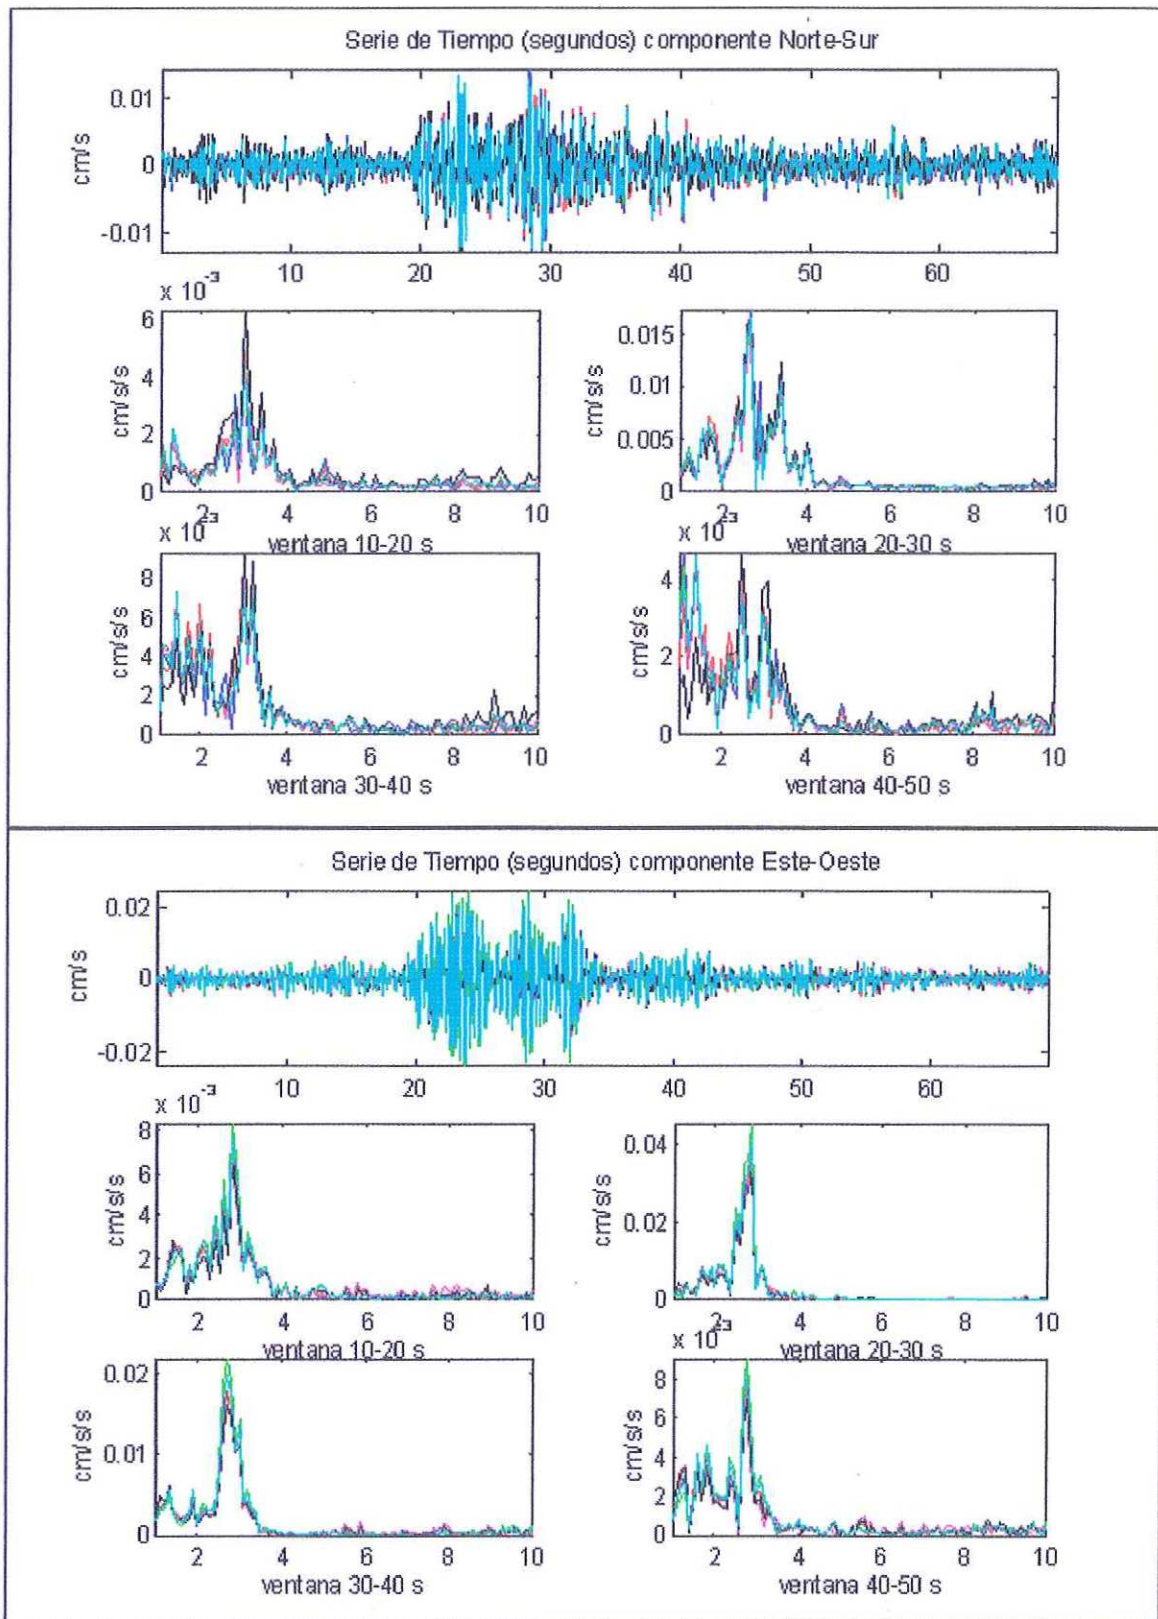 Serie de Tiempo (segundos) componente Norte-Sur
0.01
0
-0.01
cm/s
10 20 30 40 50 60
x 10⁻³
6
4
2
0
cm/s/s
2 4 6 8 10
ventana 10-20 s
0.015
0.01
0.005
0
cm/s/s
2 4 6 8 10
ventana 20-30 s
x 10⁻³
8
6
4
2
0
cm/s/s
2 4 6 8 10
ventana 30-40 s
x 10⁻³
4
2
0
cm/s/s
2 4 6 8 10
ventana 40-50 s
Serie de Tiempo (segundos) componente Este-Oeste
0.02
0
-0.02
cm/s
10 20 30 40 50 60
x 10⁻³
8
6
4
2
0
cm/s/s
2 4 6 8 10
ventana 10-20 s
0.04
0.02
0
cm/s/s
2 4 6 8 10
ventana 20-30 s
0.02
0.01
0
cm/s/s
2 4 6 8 10
ventana 30-40 s
x 10⁻³
8
6
4
2
0
cm/s/s
2 4 6 8 10
ventana 40-50 s